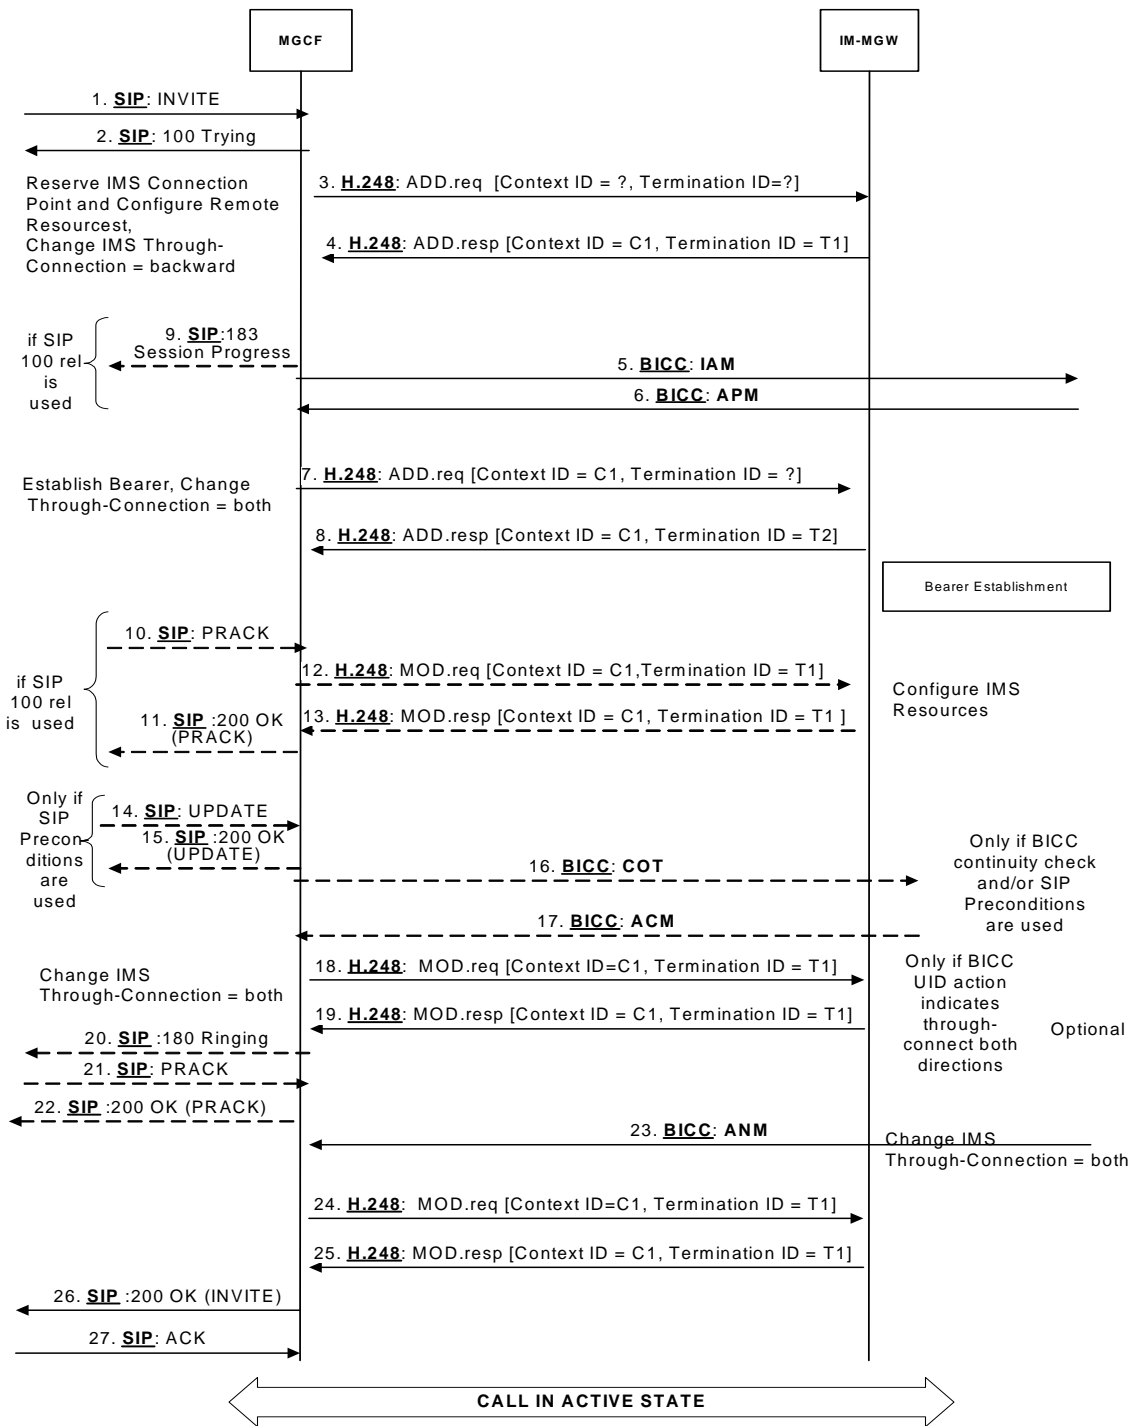 MGCF
IM-MGW
1. SIP: INVITE
2. SIP: 100 Trying
Reserve IMS Connection
Point and Configure Remote
Resourcest,
Change IMS Through-
Connection = backward
3. H.248: ADD.req [Context ID = ?, Termination ID=?]
4. H.248: ADD.resp [Context ID = C1, Termination ID = T1]
if SIP
100 rel
is
used
9. SIP:183
Session Progress
5. BICC: IAM
6. BICC: APM
Establish Bearer, Change
Through-Connection = both
7. H.248: ADD.req [Context ID = C1, Termination ID = ?]
8. H.248: ADD.resp [Context ID = C1, Termination ID = T2]
Bearer Establishment
if SIP
100 rel
is used
10. SIP: PRACK
12. H.248: MOD.req [Context ID = C1,Termination ID = T1]
11. SIP :200 OK
(PRACK)
13. H.248: MOD.resp [Context ID = C1, Termination ID = T1 ]
Configure IMS
Resources
Only if
SIP
Precon
ditions
are
used
14. SIP: UPDATE
15. SIP :200 OK
(UPDATE)
16. BICC: COT
17. BICC: ACM
Only if BICC
continuity check
and/or SIP
Preconditions
are used
Change IMS
Through-Connection = both
18. H.248: MOD.req [Context ID=C1, Termination ID = T1]
19. H.248: MOD.resp [Context ID = C1, Termination ID = T1]
Only if BICC
UID action
indicates
through-
connect both
directions
Optional
20. SIP :180 Ringing
21. SIP: PRACK
22. SIP :200 OK (PRACK)
23. BICC: ANM
Change IMS
Through-Connection = both
24. H.248: MOD.req [Context ID=C1, Termination ID = T1]
25. H.248: MOD.resp [Context ID = C1, Termination ID = T1]
26. SIP :200 OK (INVITE)
27. SIP: ACK
CALL IN ACTIVE STATE